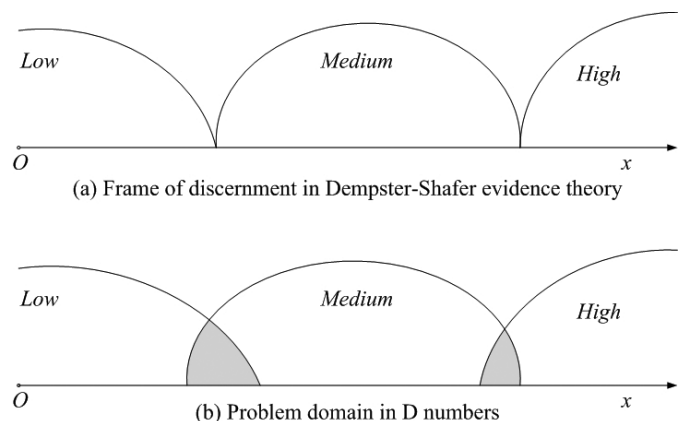 Low
Medium
High
O
x
(a) Frame of discernment in Dempster-Shafer evidence theory
Low
Medium
High
O
x
(b) Problem domain in D numbers